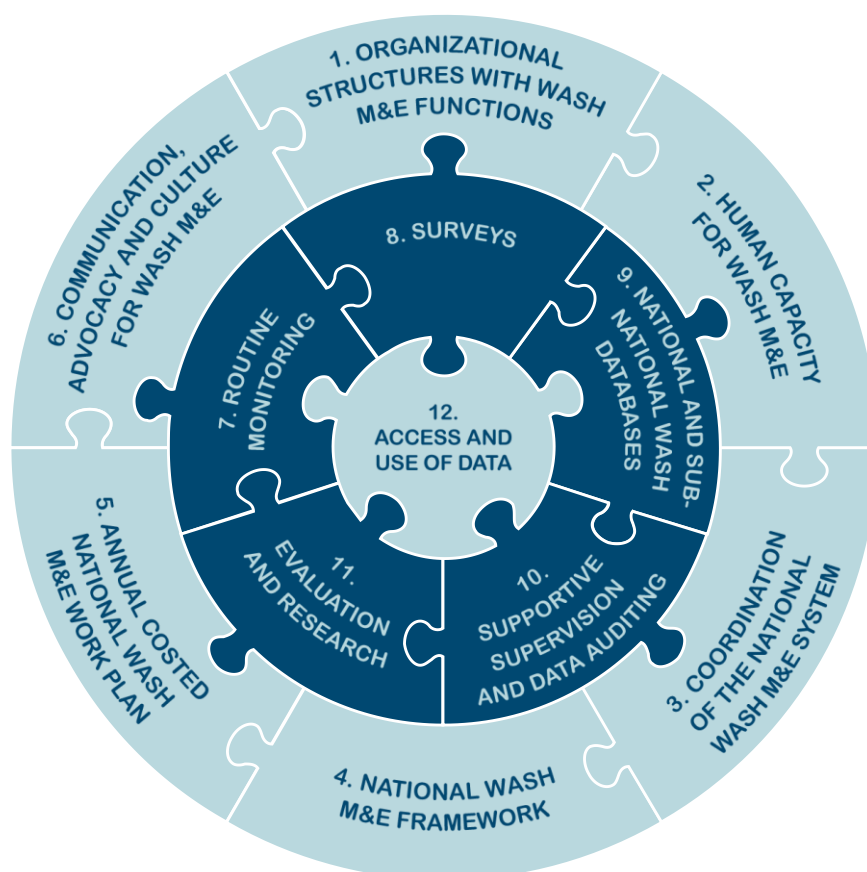 1. ORGANIZATIONAL
STRUCTURES WITH WASH
M&E FUNCTIONS
2. HUMAN CAPACITY
FOR WASH M&E
3. COORDINATION
OF THE NATIONAL
WASH M&E SYSTEM
4. NATIONAL WASH
M&E FRAMEWORK
5. ANNUAL COSTED
NATIONAL WASH
M&E WORK PLAN
6. COMMUNICATION,
ADVOCACY AND CULTURE
FOR WASH M&E
7. ROUTINE
MONITORING
8. SURVEYS
9. NATIONAL AND SUB-
NATIONAL WASH
DATABASES
10.
SUPPORTIVE
SUPERVISION
AND DATA AUDITING
11.
EVALUATION
AND RESEARCH
12.
ACCESS AND
USE OF DATA